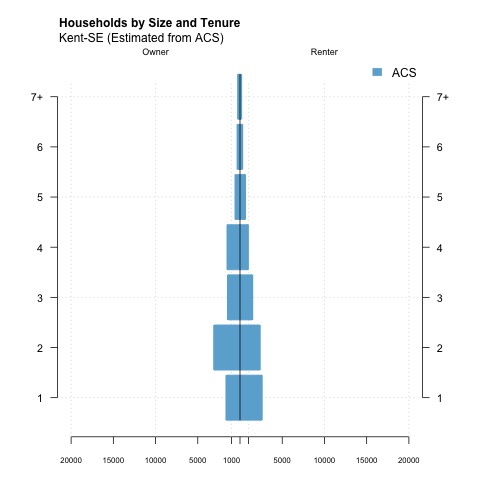 Households by Size and Tenure
Kent-SE (Estimated from ACS)
Owner Renter
ACS
7+ 7+
6 6
5 5
4 4
3 3
2 2
1 1
20000 15000 10000 5000 1000 5000 10000 15000 20000